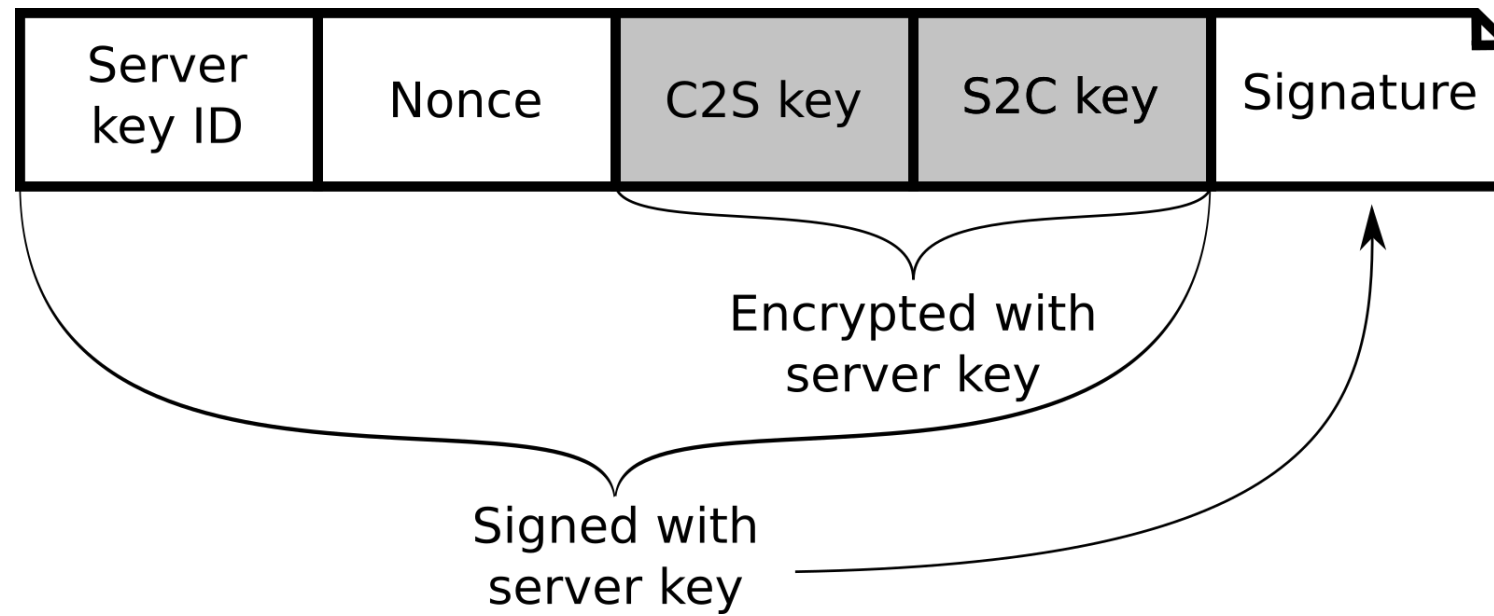 Server
key ID
Nonce
C2S key
S2C key
Signature
Encrypted with
server key
Signed with
server key